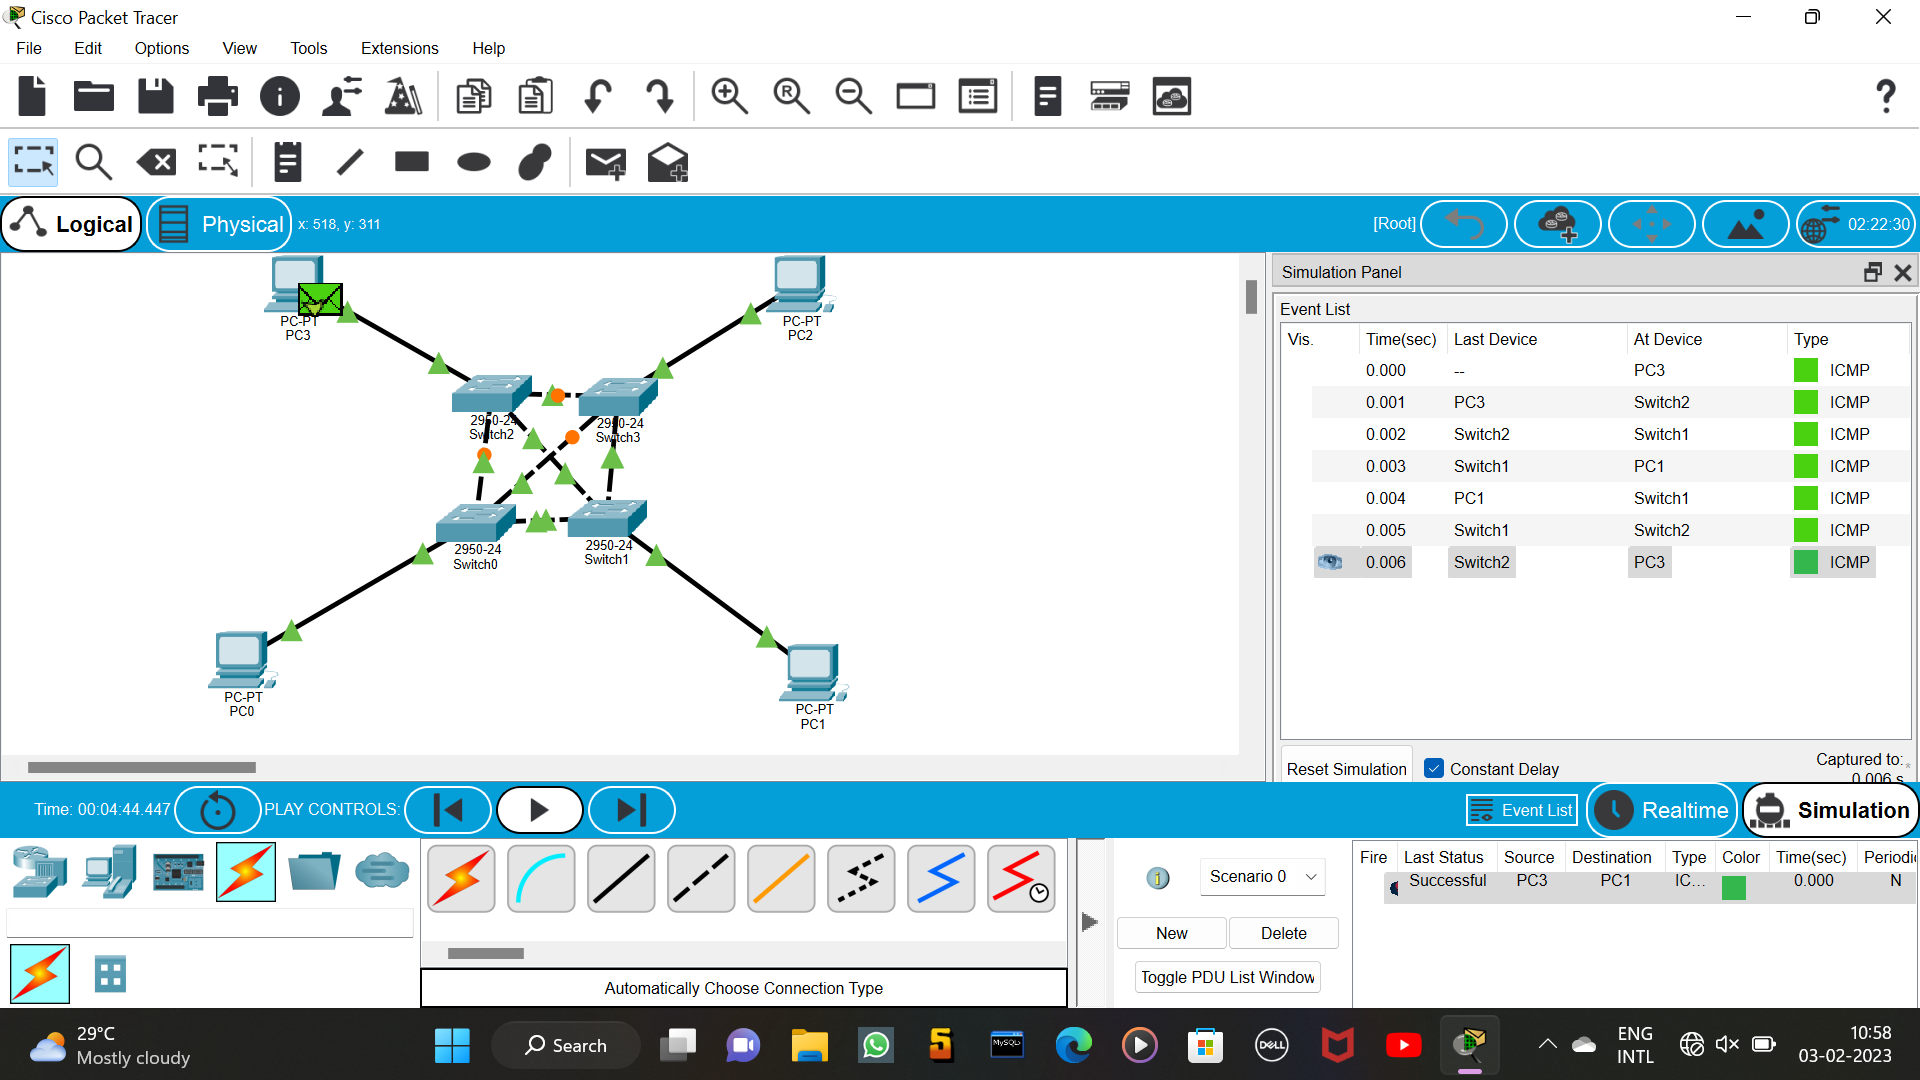 Cisco Packet Tracer
File Edit Options View Tools Extensions Help
R
?
Logical Physical x: 518, y: 311 [Root] 02:22:30
Simulation Panel
Event List
Vis. Time(sec) Last Device At Device Type
0.000 -- PC3 ICMP
0.001 PC3 Switch2 ICMP
0.002 Switch2 Switch1 ICMP
0.003 Switch1 PC1 ICMP
0.004 PC1 Switch1 ICMP
0.005 Switch1 Switch2 ICMP
0.006 Switch2 PC3 ICMP
PC-PT
PC3
PC-PT
PC2
2950-24
Switch2
2950-24
Switch3
2950-24
Switch0
2950-24
Switch1
PC-PT
PC0
PC-PT
PC1
Reset Simulation Constant Delay Captured to:*
0.006 s
Time: 00:04:44.447 PLAY CONTROLS: Event List Realtime Simulation
Scenario 0
New Delete
Toggle PDU List Window
Fire Last Status Source Destination Type Color Time(sec) Periodic
Successful PC3 PC1 IC... 0.000 N
Automatically Choose Connection Type
29°C
Mostly cloudy
Search
MySQL>
DELL
ENG
INTL
10:58
03-02-2023